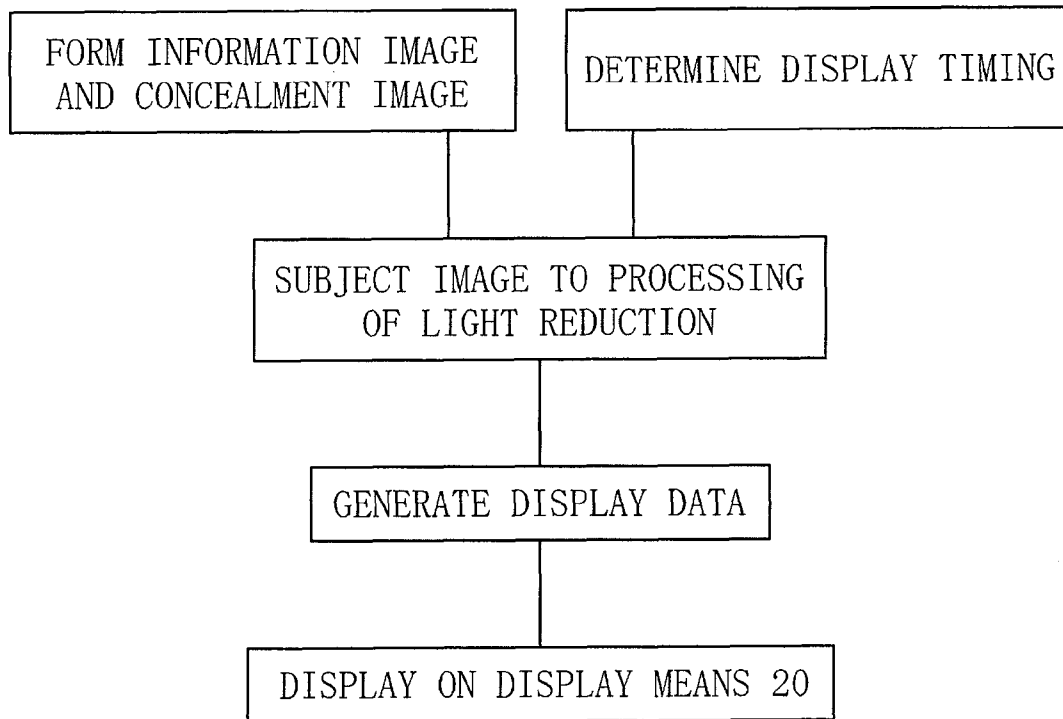 FORM INFORMATION IMAGE
AND CONCEALMENT IMAGE
DETERMINE DISPLAY TIMING
SUBJECT IMAGE TO PROCESSING
OF LIGHT REDUCTION
GENERATE DISPLAY DATA
DISPLAY ON DISPLAY MEANS 20